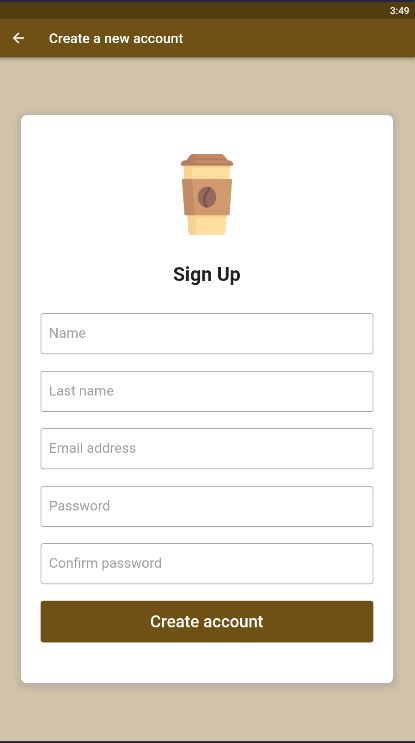 3:49
Create a new account
Sign Up
Name
Last name
Email address
Password
Confirm password
Create account